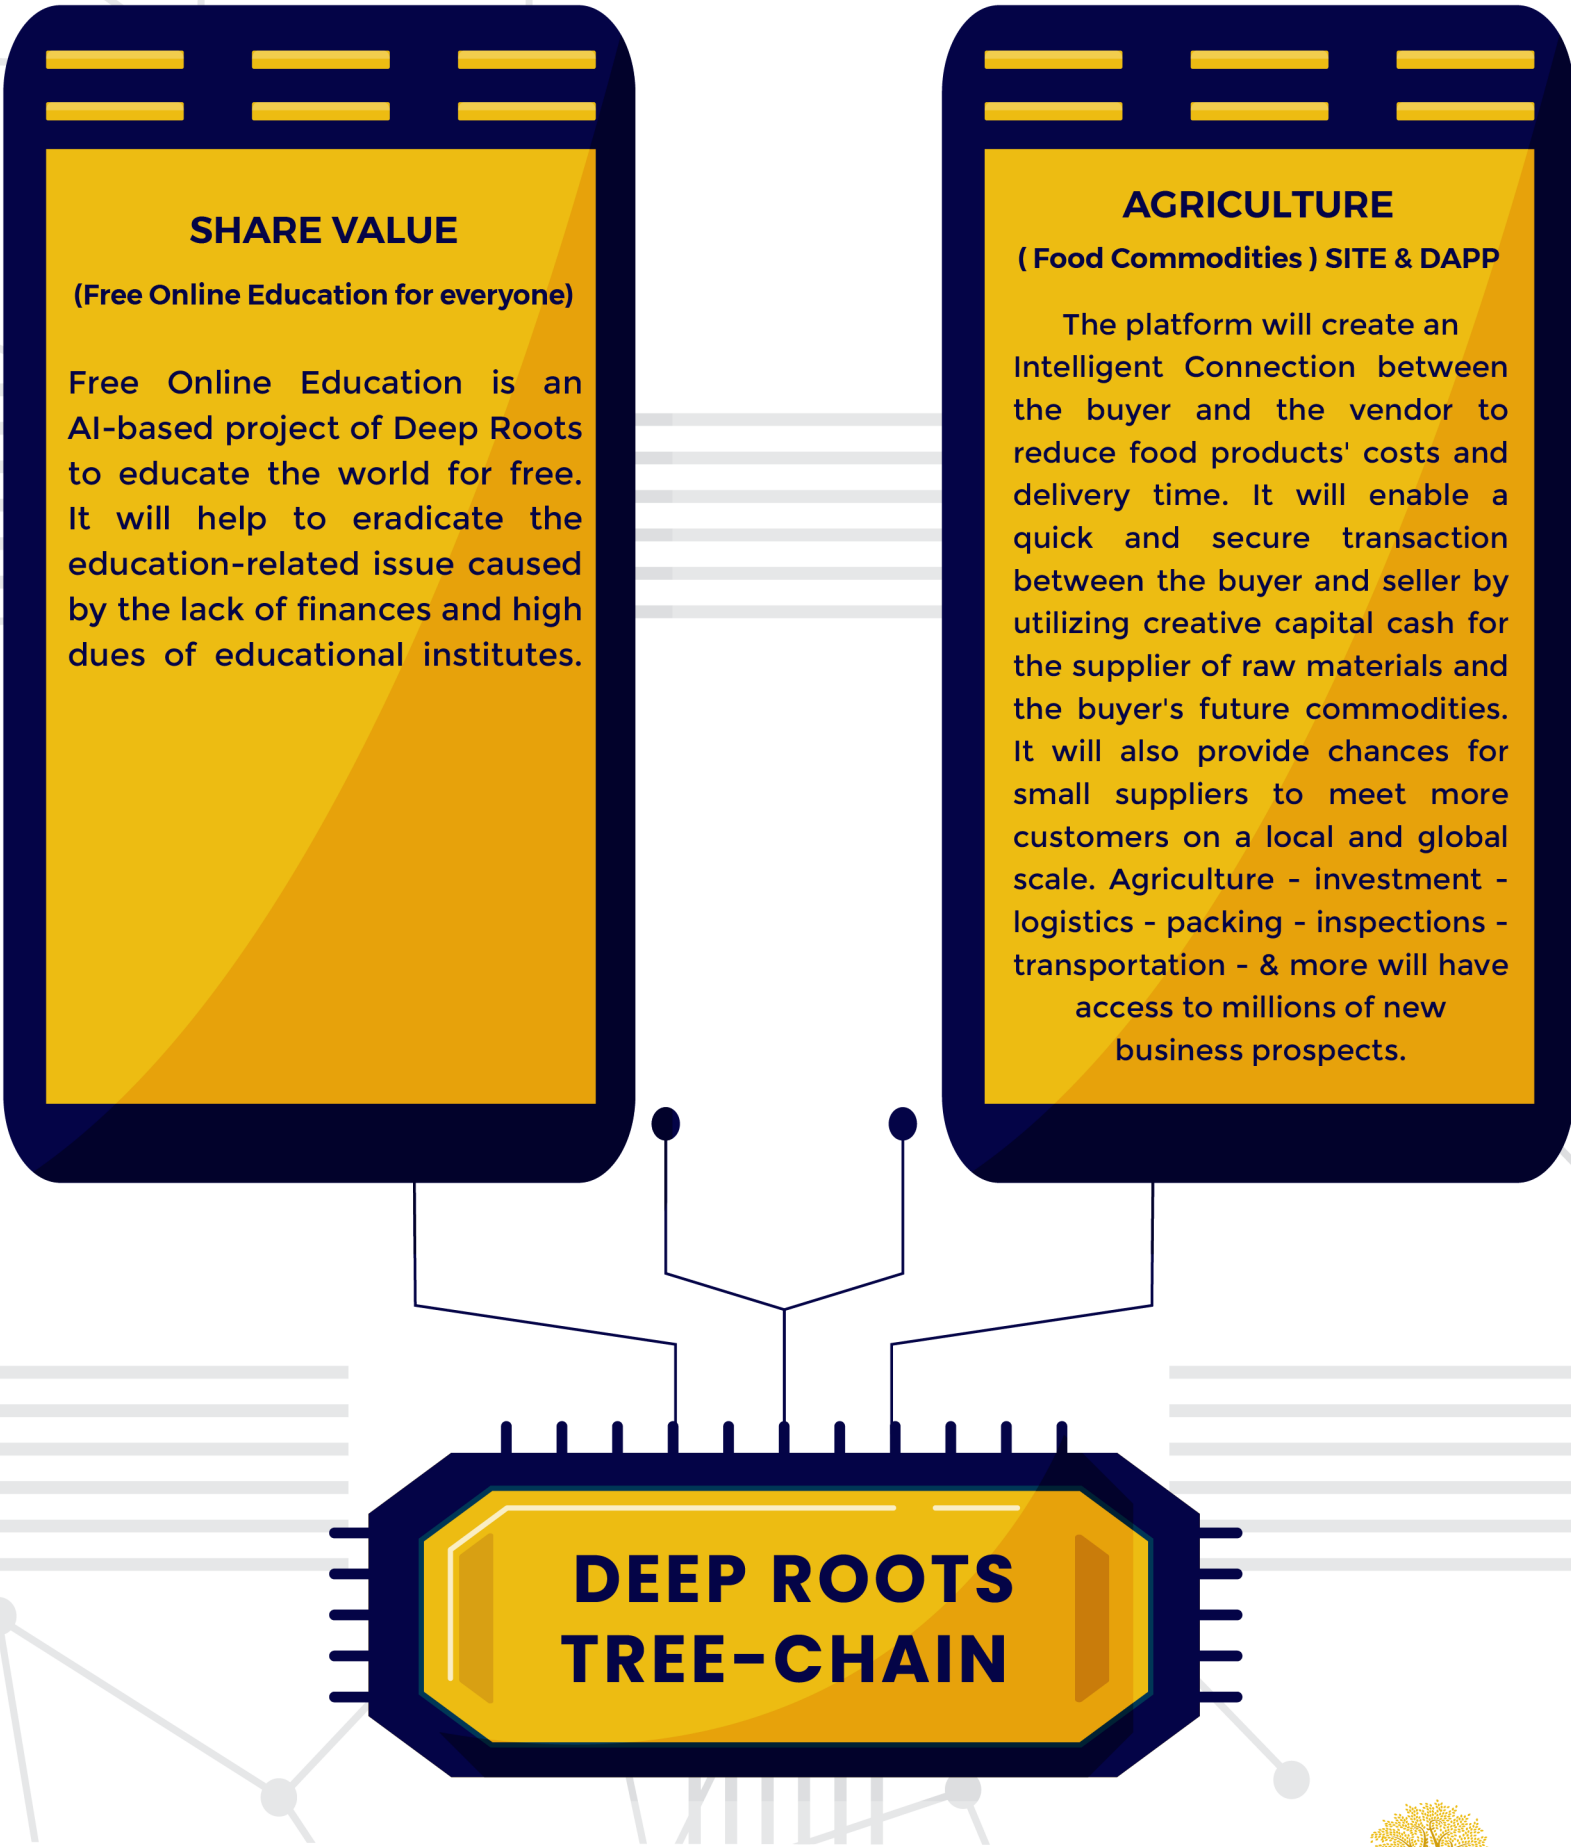 SHARE VALUE
(Free Online Education for everyone)
Free Online Education is an
AI-based project of Deep Roots
to educate the world for free.
It will help to eradicate the
education-related issue caused
by the lack of finances and high
dues of educational institutes.
AGRICULTURE
( Food Commodities ) SITE & DAPP
The platform will create an
Intelligent Connection between
the buyer and the vendor to
reduce food products' costs and
delivery time. It will enable a
quick and secure transaction
between the buyer and seller by
utilizing creative capital cash for
the supplier of raw materials and
the buyer's future commodities.
It will also provide chances for
small suppliers to meet more
customers on a local and global
scale. Agriculture - investment -
logistics - packing - inspections -
transportation - & more will have
access to millions of new
business prospects.
DEEP ROOTS
TREE-CHAIN